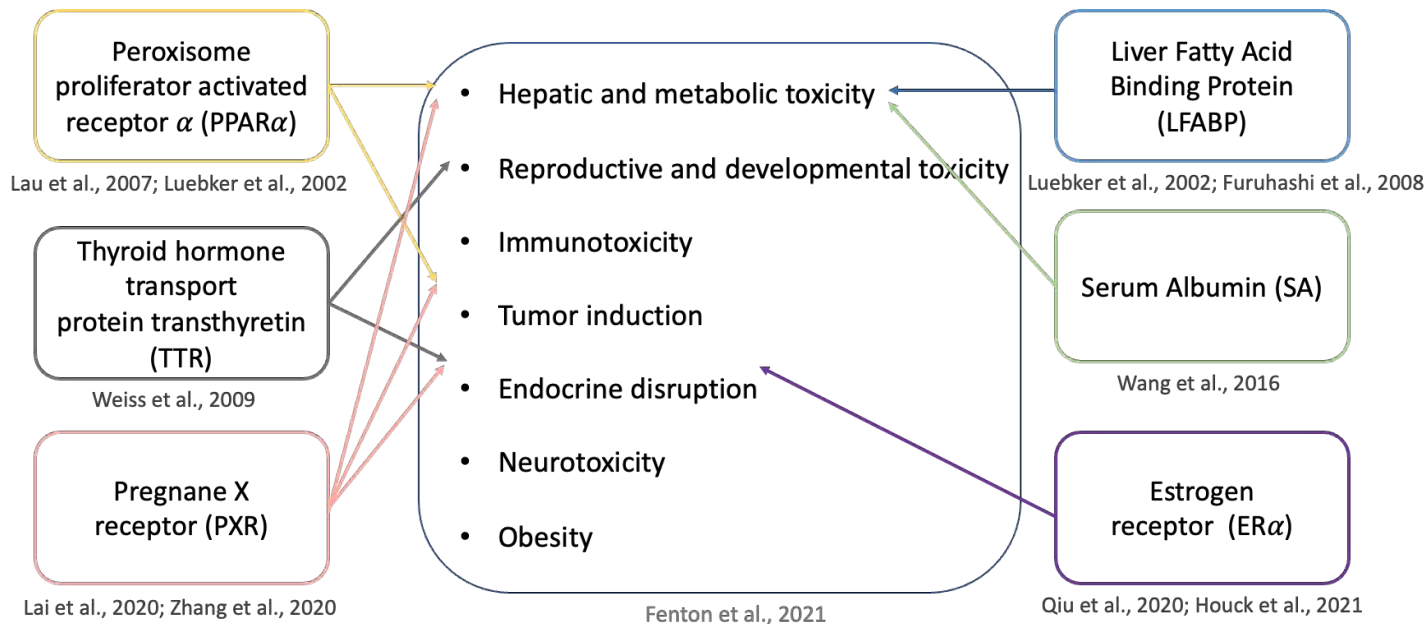 Peroxisome
proliferator activated
receptor α (PPARα)
Lau et al., 2007; Luebker et al., 2002
Thyroid hormone
transport
protein transthyretin
(TTR)
Weiss et al., 2009
Pregnane X
receptor (PXR)
Lai et al., 2020; Zhang et al., 2020
• Hepatic and metabolic toxicity
• Reproductive and developmental toxicity
• Immunotoxicity
• Tumor induction
• Endocrine disruption
• Neurotoxicity
• Obesity
Fenton et al., 2021
Liver Fatty Acid
Binding Protein
(LFABP)
Luebker et al., 2002; Furuhashi et al., 2008
Serum Albumin (SA)
Wang et al., 2016
Estrogen
receptor (ERα)
Qiu et al., 2020; Houck et al., 2021